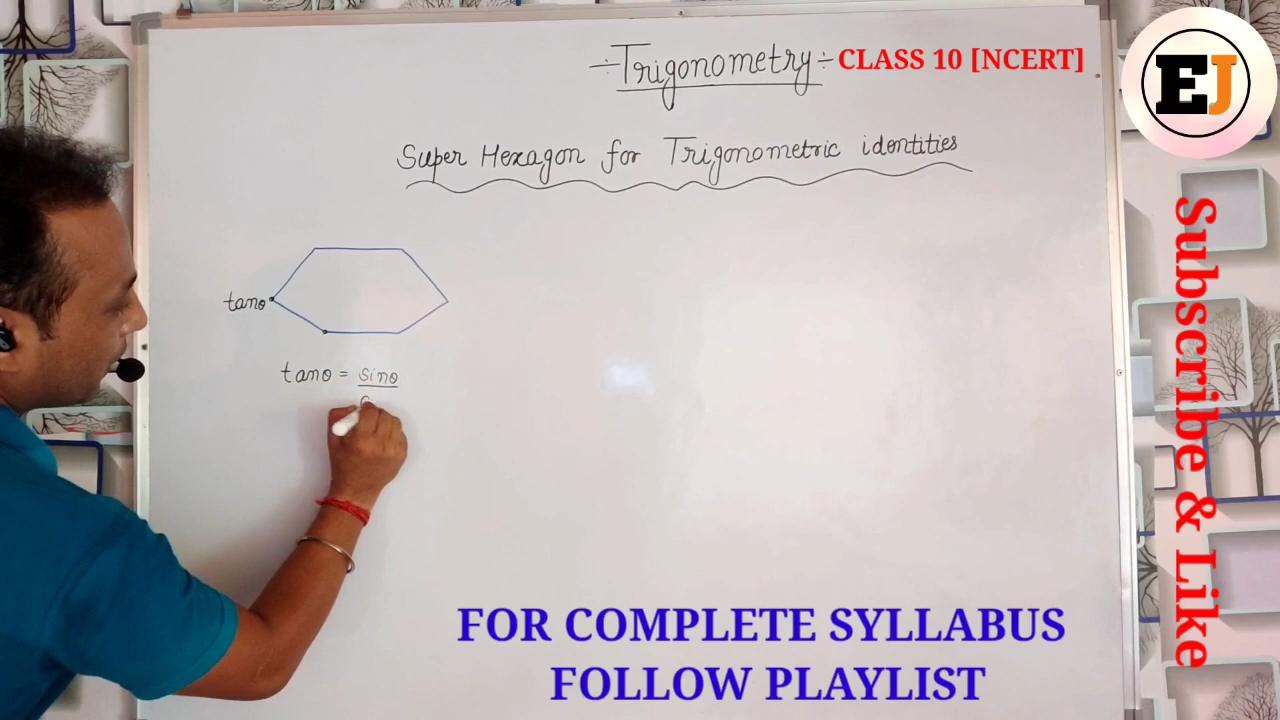 ÷Trigonometry÷ CLASS 10 [NCERT]
EJ
Super Hexagon for Trigonometric identities
Subscribe & Like
tanθ
tanθ = sinθ
FOR COMPLETE SYLLABUS
FOLLOW PLAYLIST